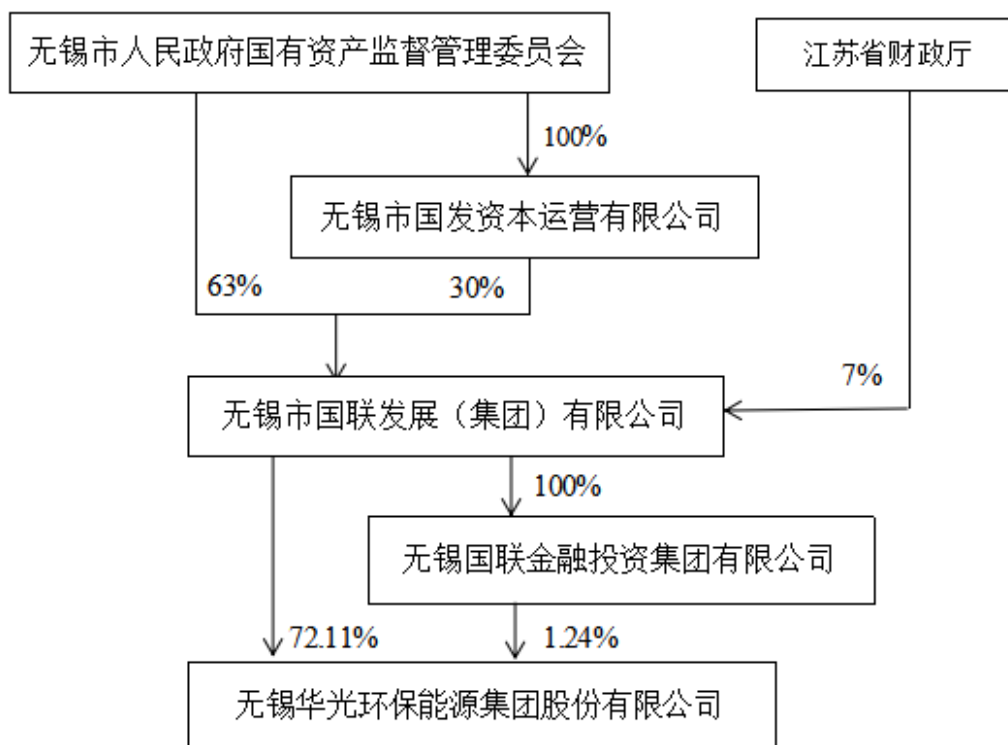 无锡市人民政府国有资产监督管理委员会
江苏省财政厅
100%
无锡市国发资本运营有限公司
63%
30%
7%
无锡市国联发展（集团）有限公司
100%
无锡国联金融投资集团有限公司
72.11%
1.24%
无锡华光环保能源集团股份有限公司